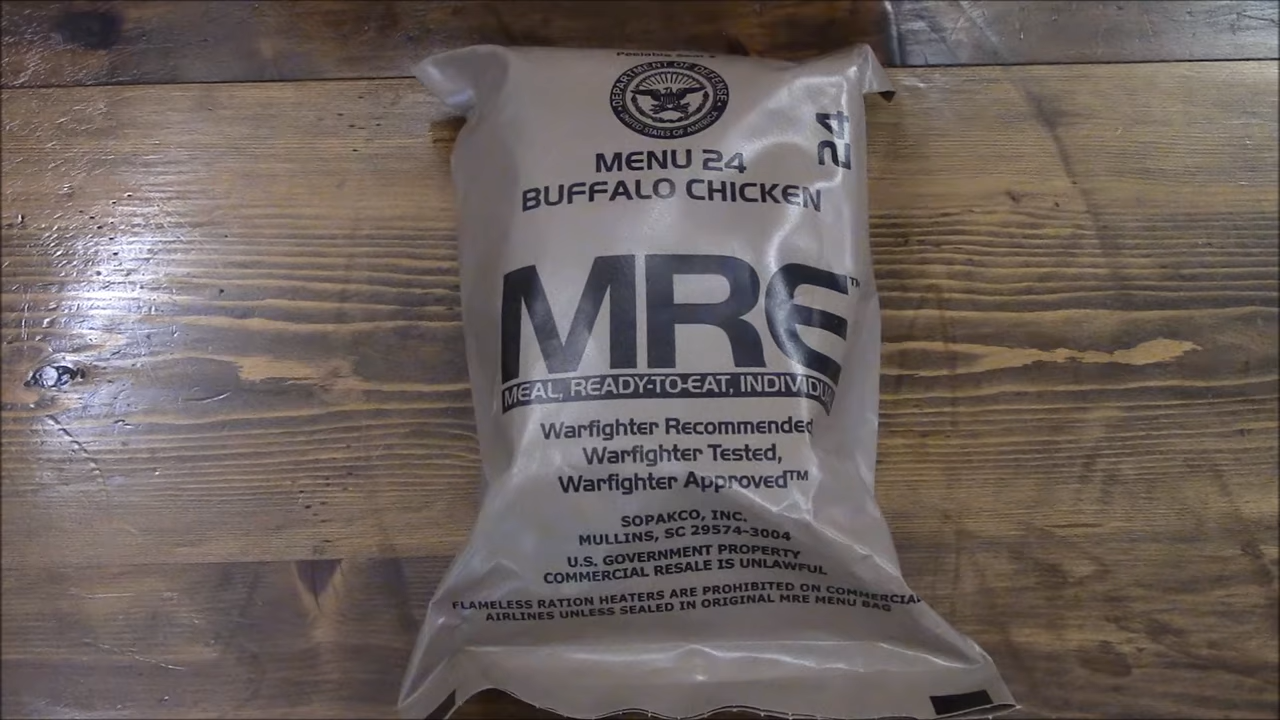 Peelable Seal
DEPARTMENT OF DEFENSE
UNITED STATES OF AMERICA
24
MENU 24
BUFFALO CHICKEN
MRE™
MEAL, READY-TO-EAT, INDIVIDUAL
Warfighter Recommended
Warfighter Tested,
Warfighter Approved™
SOPAKCO, INC.
MULLINS, SC 29574-3004
U.S. GOVERNMENT PROPERTY
COMMERCIAL RESALE IS UNLAWFUL
FLAMELESS RATION HEATERS ARE PROHIBITED ON COMMERCIAL
AIRLINES UNLESS SEALED IN ORIGINAL MRE MENU BAG